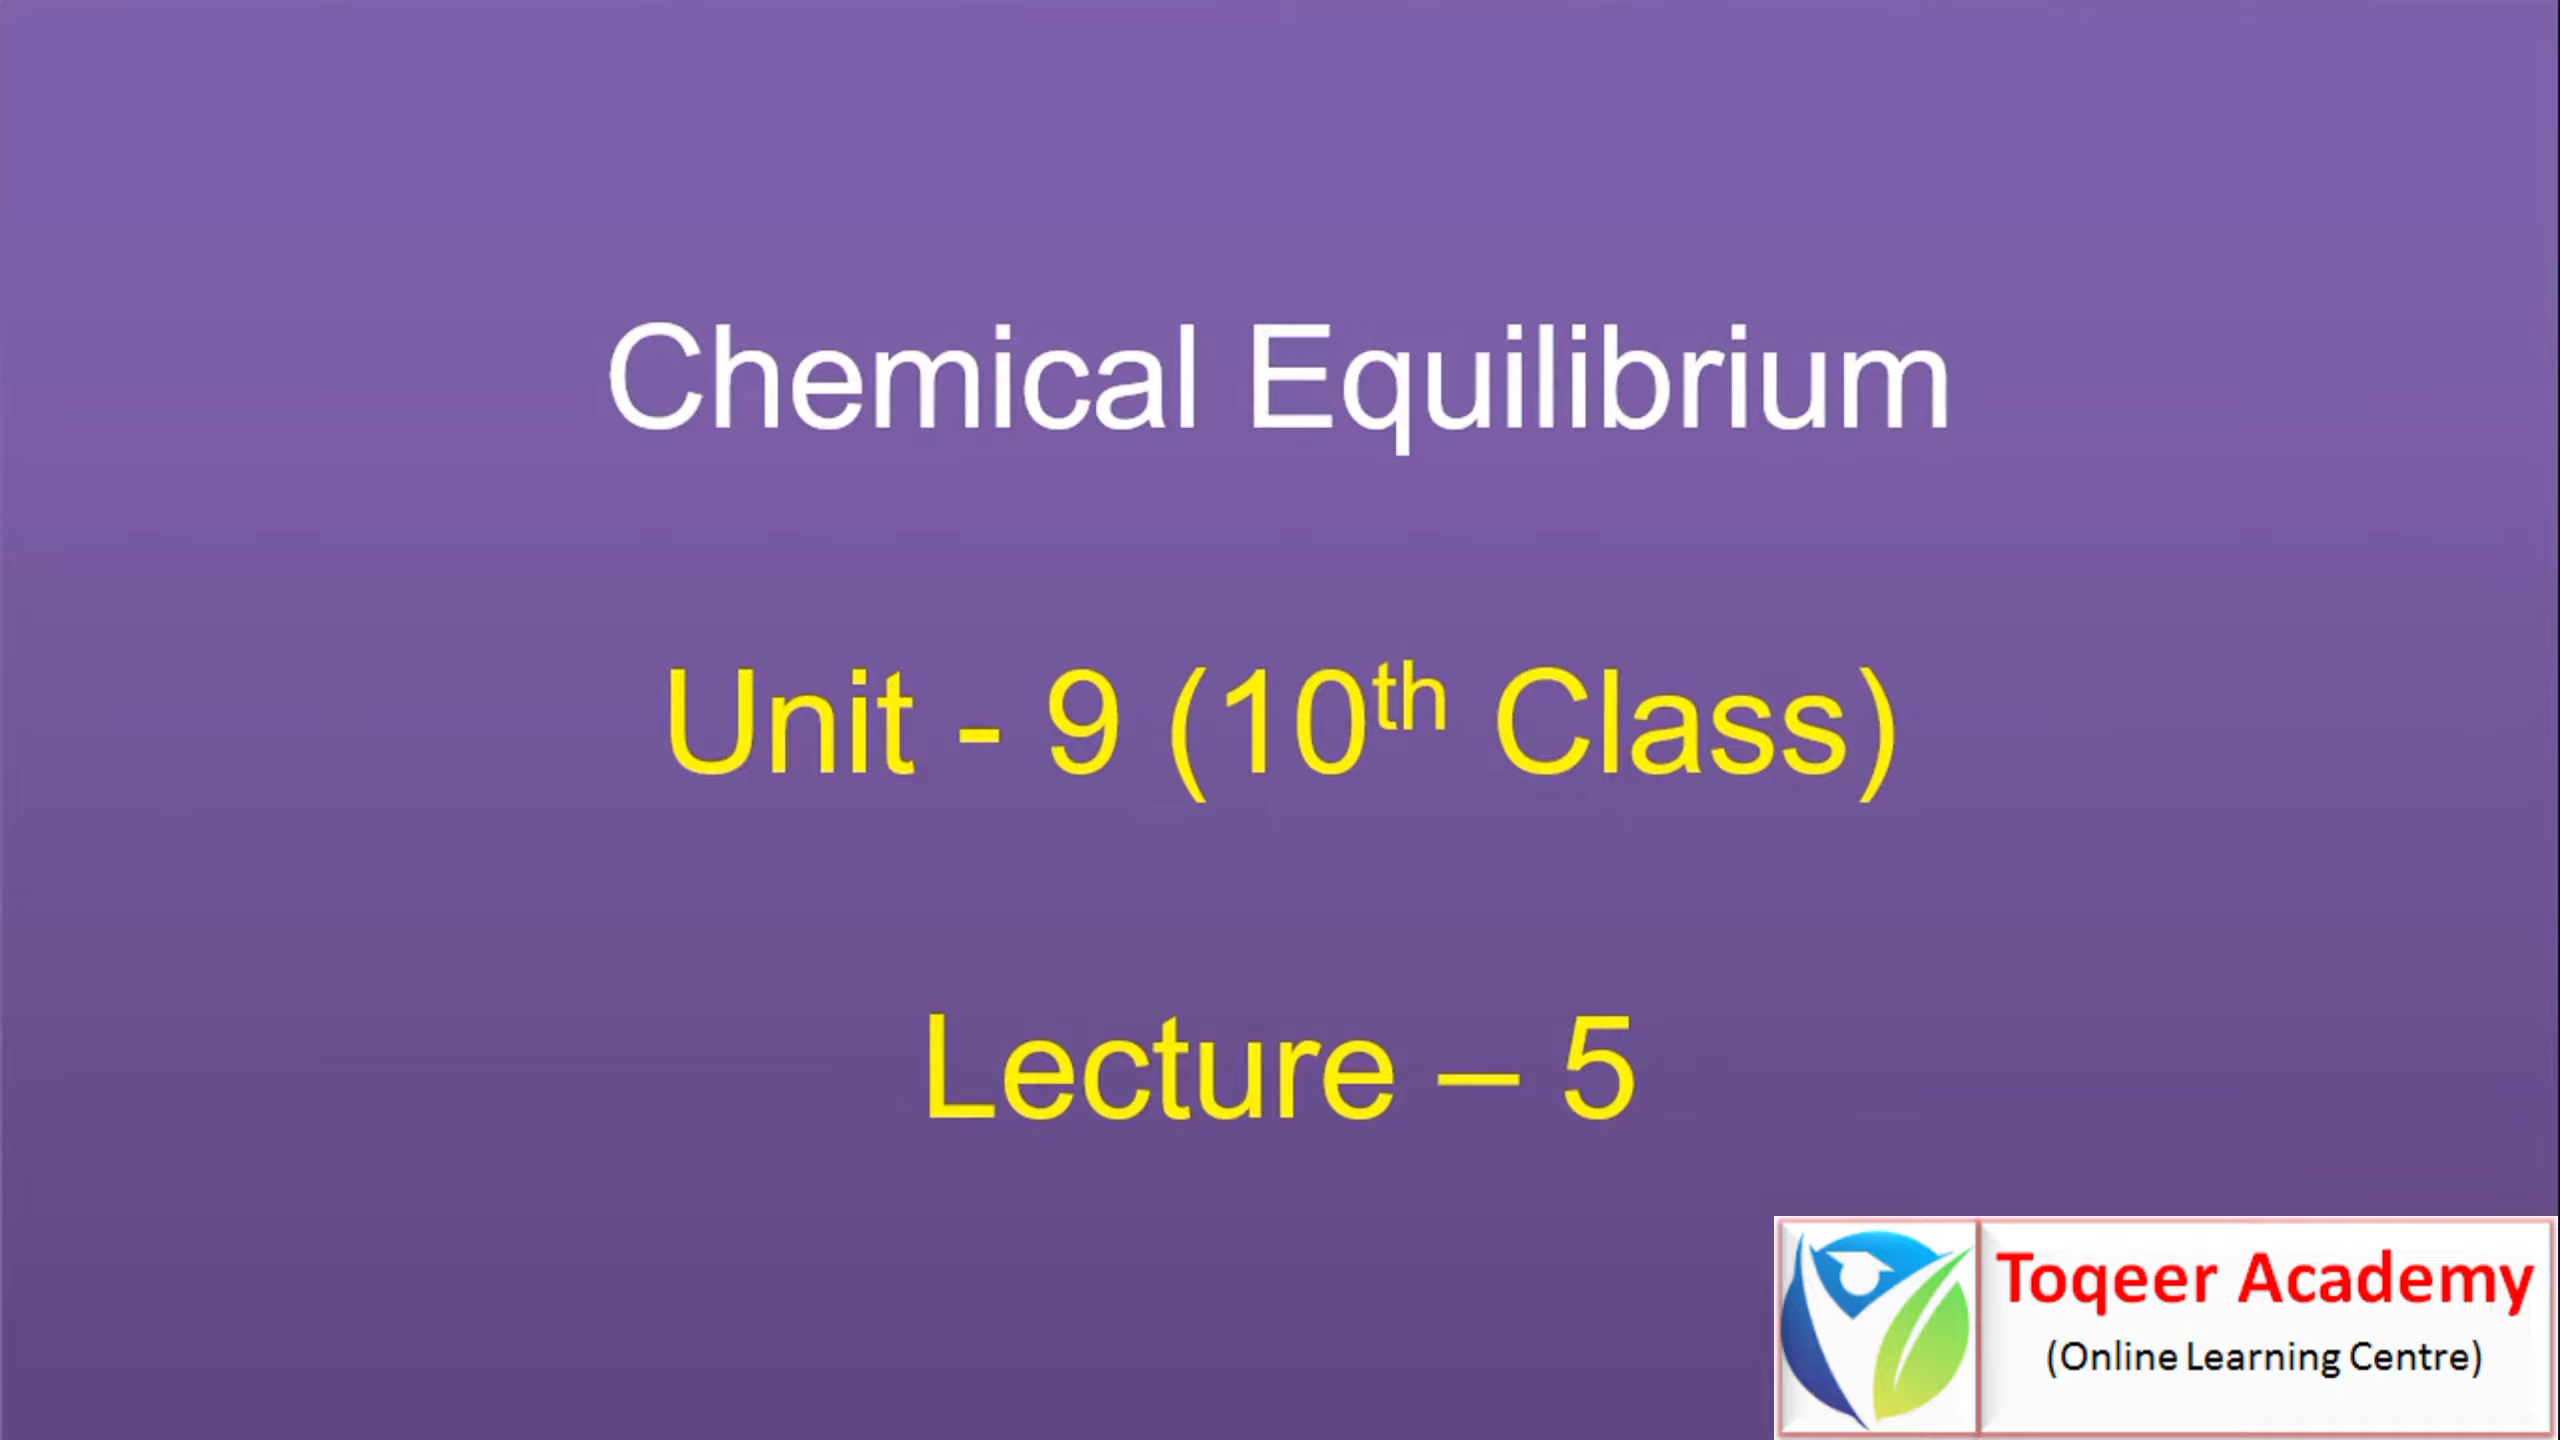 Chemical Equilibrium
Unit - 9 (10th Class)
Lecture – 5
Toqeer Academy
(Online Learning Centre)